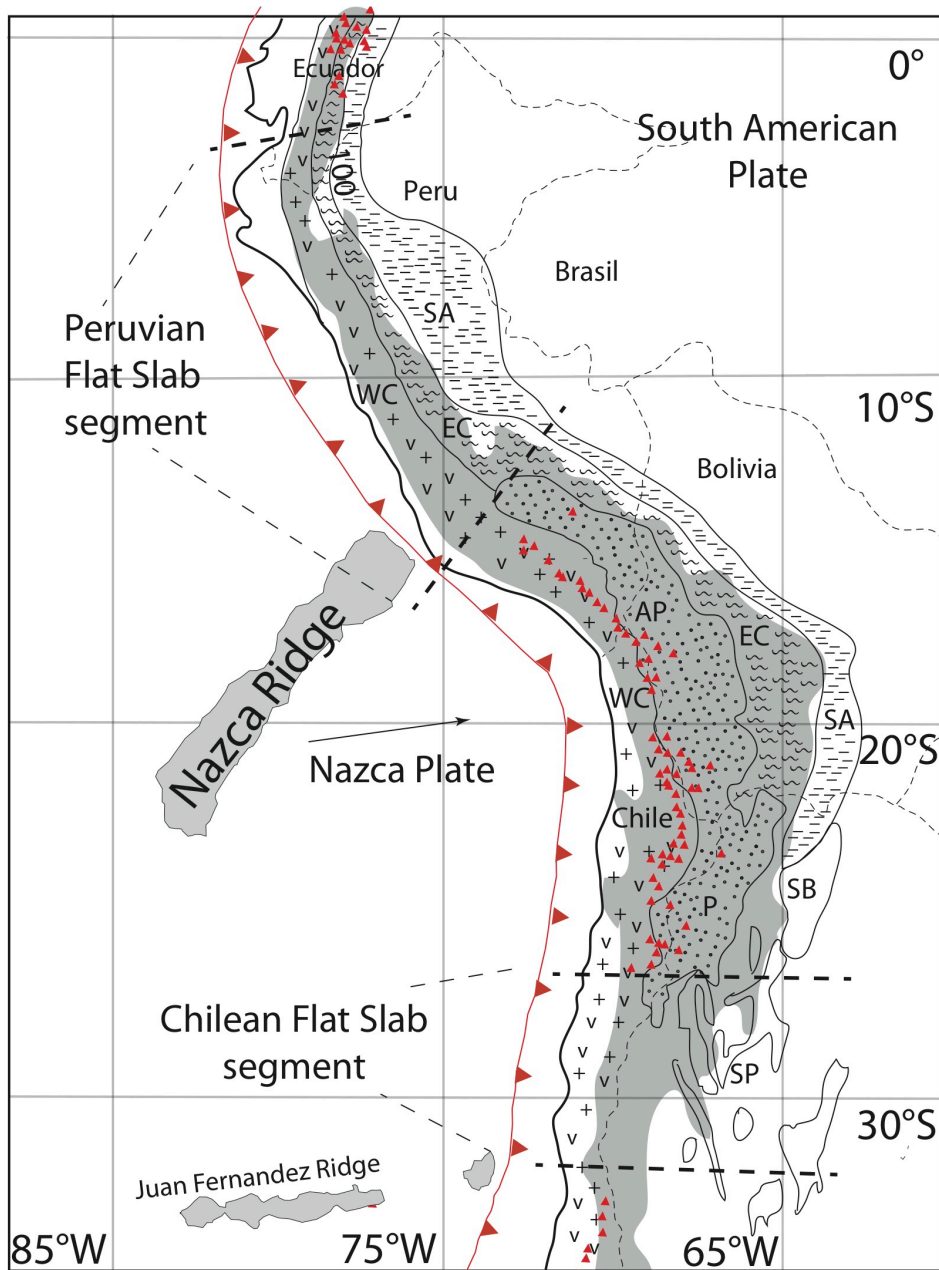 0°
Ecuador
South American
Plate
100
Peru
Brasil
SA
Peruvian
Flat Slab
segment
10°S
WC
EC
Bolivia
Nazca Ridge
AP
EC
WC
SA
20°S
Nazca Plate
Chile
SB
P
Chilean Flat Slab
segment
SP
30°S
Juan Fernandez Ridge
85°W
75°W
65°W